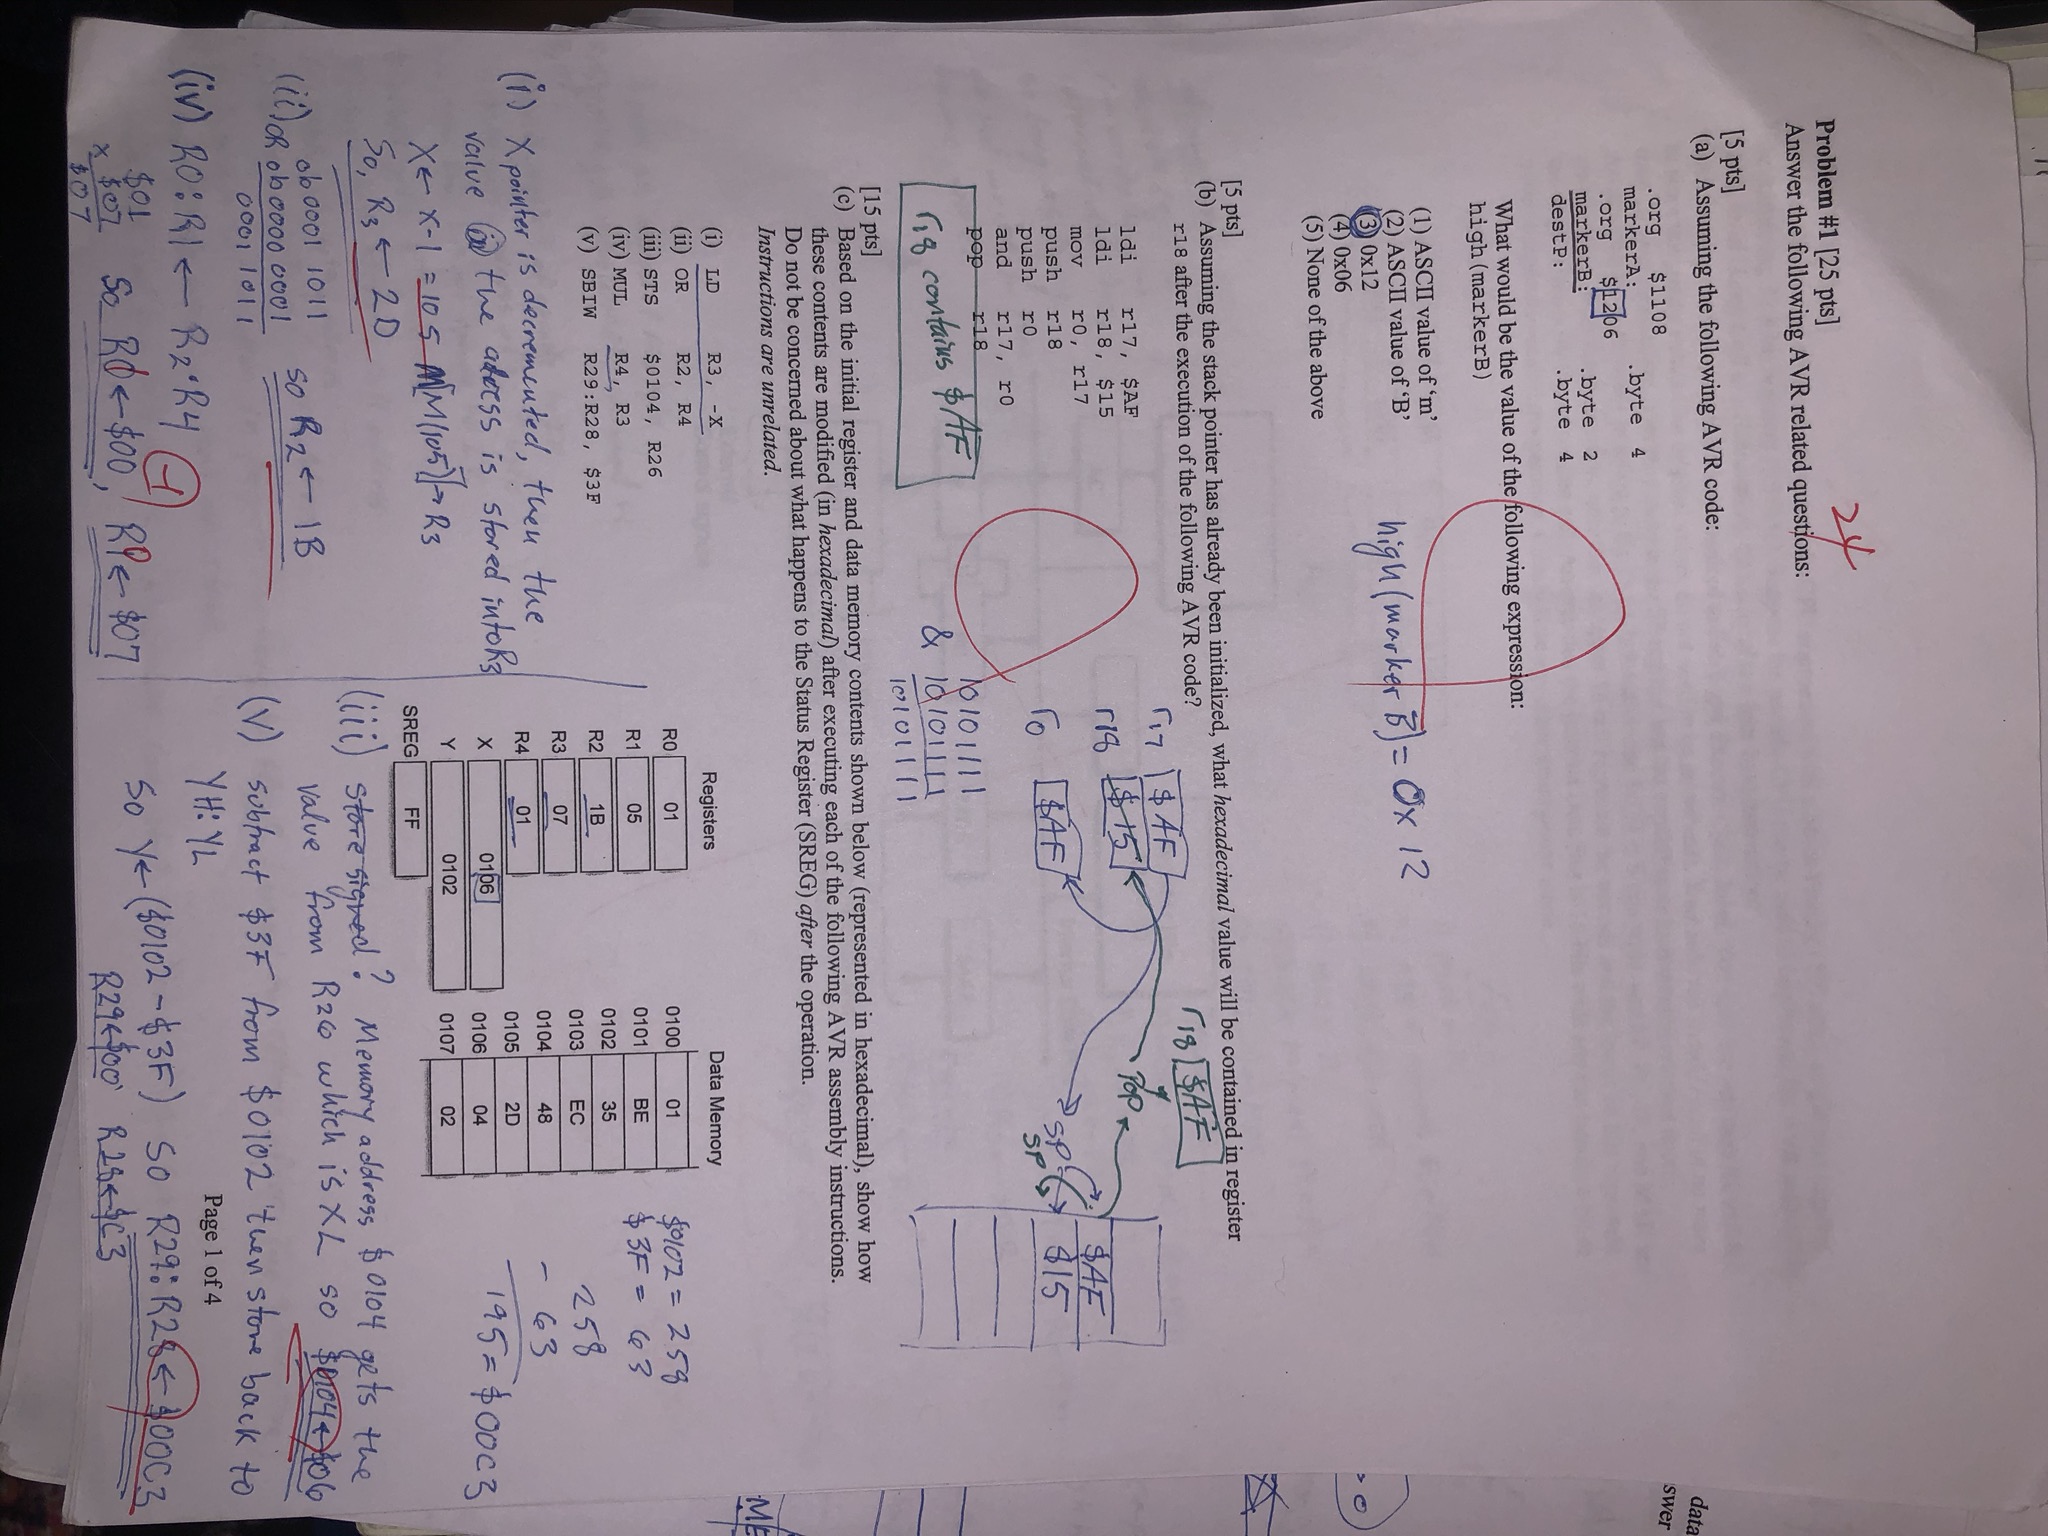 Problem #1 [25 pts]
24
Answer the following AVR related questions:
[5 pts]
(a) Assuming the following AVR code:
.org $1108
markerA: .byte 4
.org $1206
markerB: .byte 2
destP: .byte 4
What would be the value of the following expression:
high(markerB)
(1) ASCII value of 'm'
(2) ASCII value of 'B'
(3) 0x12
(4) 0x06
(5) None of the above
high(markerB) = 0x12
[5 pts]
(b) Assuming the stack pointer has already been initialized, what hexadecimal value will be contained in register
r18 after the execution of the following AVR code?
ldi r17, $AF
ldi r18, $15
mov r0, r17
push r18
push r0
and r17, r0
pop r18
r18 contains $AF
r17 $AF
r18 $15
r0 $AF
r18 $AF
pop
SP
SP
$AF
$15
10101111
& 10101111
10101111
[15 pts]
(c) Based on the initial register and data memory contents shown below (represented in hexadecimal), show how
these contents are modified (in hexadecimal) after executing each of the following AVR assembly instructions.
Do not be concerned about what happens to the Status Register (SREG) after the operation.
Instructions are unrelated.
(i) LD R3, -X
(ii) OR R2, R4
(iii) STS $0104, R26
(iv) MUL R4, R3
(v) SBIW R29:R28, $3F
Registers
R0 01
R1 05
R2 1B
R3 07
R4 01
X 0106
Y 0102
SREG FF
Data Memory
0100 01
0101 BE
0102 35
0103 EC
0104 48
0105 2D
0106 04
0107 02
$0102 = 258
$3F = 63
258
- 63
195 = $00C3
(i) X pointer is decremented, then the
value @ the adress is stored into R3
X ← X-1 = 105 M[M(105)] → R3
So, R3 ← 2D
(ii) 0b0001 1011
OR 0b0000 0001
0001 1011
so R2 ← 1B
(iv) R0:R1 ← R2·R4
-1
$01
x $07
$07
So R0 ← $00, R1 ← $07
(iii) store signed? Memory address $0104 gets the
value from R26 which is XL so $0104 ← $06
(v) subtract $3F from $0102 then store back to
YH:YL
so Y ← ($0102 - $3F) so R29:R28 ← $00C3
R29 ← $00 R28 ← $C3
Page 1 of 4
data
swer
ME